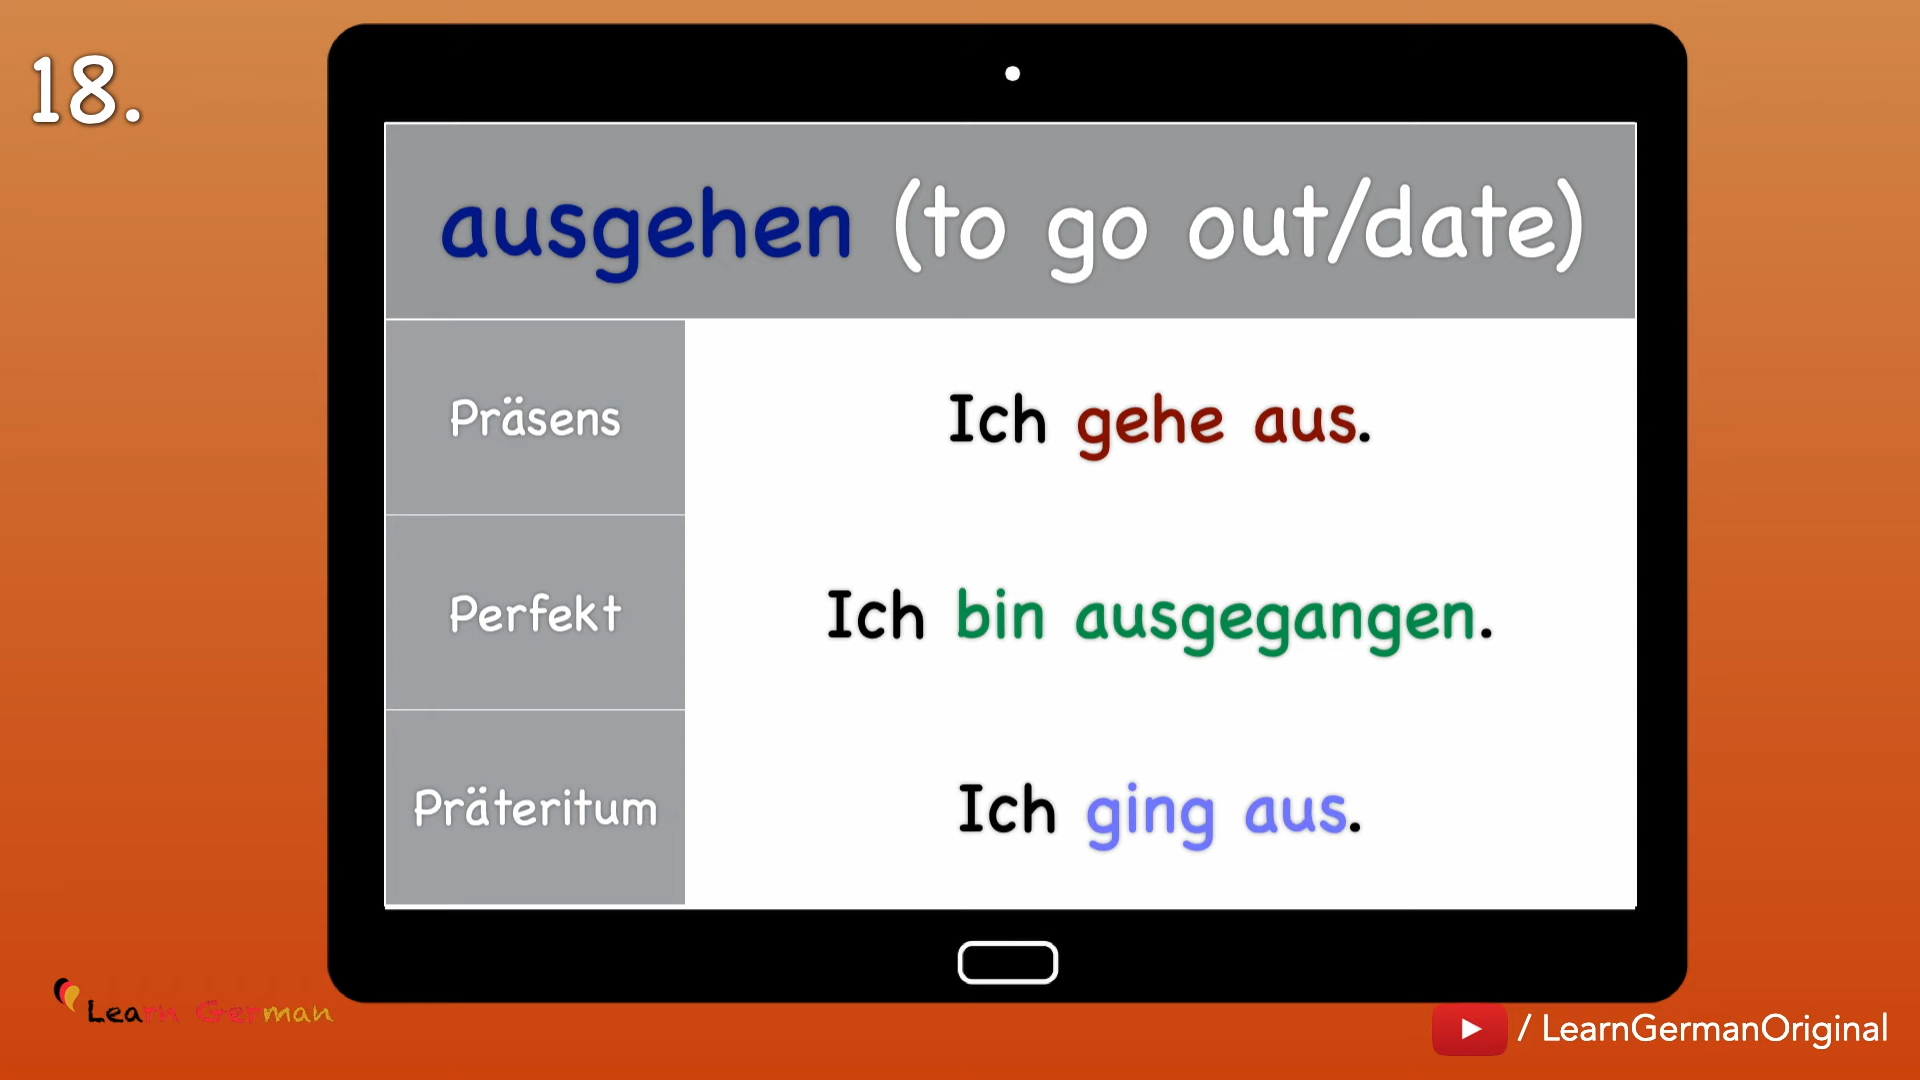 18.
ausgehen (to go out/date)
Präsens
Ich gehe aus.
Perfekt
Ich bin ausgegangen.
Präteritum
Ich ging aus.
Learn German
/ LearnGermanOriginal